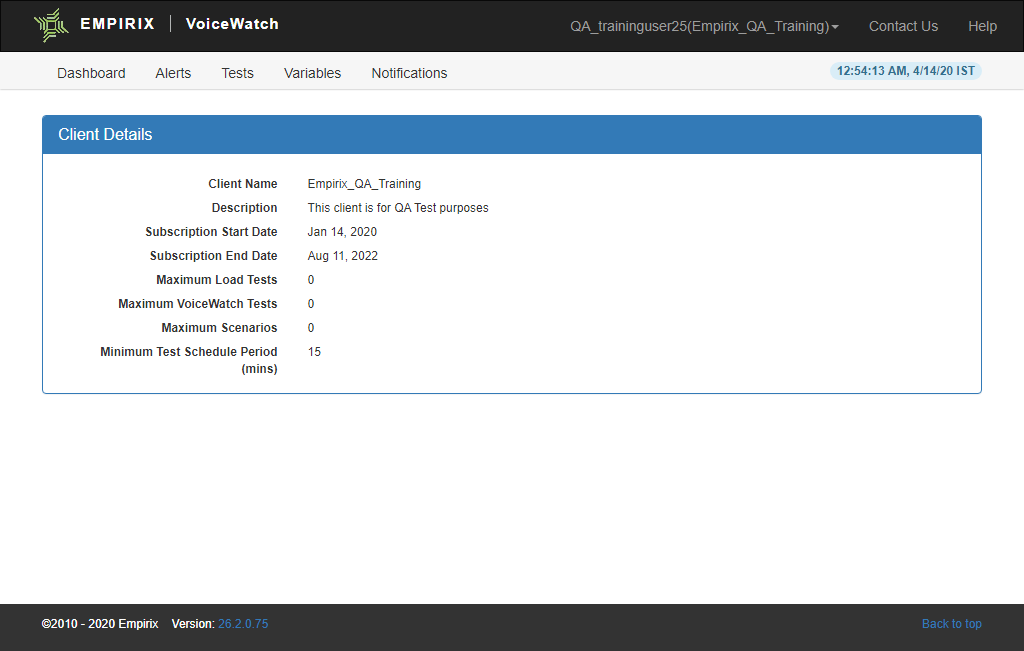 EMPIRIX | VoiceWatch
QA_traininguser25(Empirix_QA_Training)
Contact Us
Help
Dashboard
Alerts
Tests
Variables
Notifications
12:54:13 AM, 4/14/20 IST
Client Details
Client Name Empirix_QA_Training
Description This client is for QA Test purposes
Subscription Start Date Jan 14, 2020
Subscription End Date Aug 11, 2022
Maximum Load Tests 0
Maximum VoiceWatch Tests 0
Maximum Scenarios 0
Minimum Test Schedule Period 15
(mins)
©2010 - 2020 Empirix Version: 26.2.0.75
Back to top